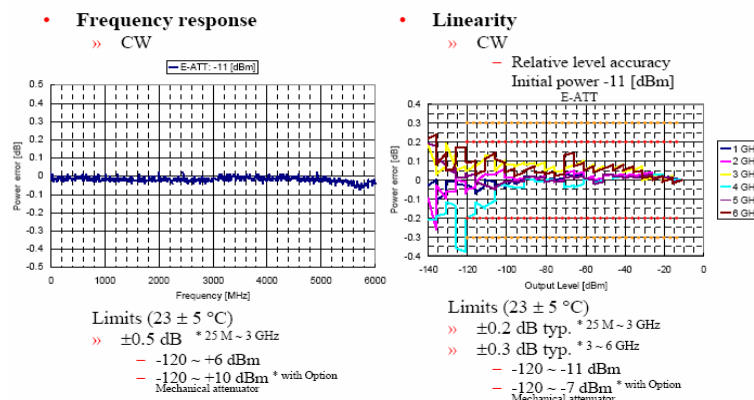 • Frequency response
» CW
E-ATT: -11 [dBm]
0.5
0.4
0.3
0.2
0.1
0
-0.1
-0.2
-0.3
-0.4
-0.5
Power error [dB]
0 1000 2000 3000 4000 5000 6000
Frequency [MHz]
Limits (23 ± 5 °C)
» ±0.5 dB * 25 M ~ 3 GHz
– -120 ~ +6 dBm
– -120 ~ +10 dBm * with Option
Mechanical attenuator
• Linearity
» CW
– Relative level accuracy
Initial power -11 [dBm]
E-ATT
0.4
0.3
0.2
0.1
0
-0.1
-0.2
-0.3
-0.4
Power error [dB]
-140 -120 -100 -80 -60 -40 -20 0
Output Level [dBm]
1 GH
2 GH
3 GH
4 GH
5 GH
6 GH
Limits (23 ± 5 °C)
» ±0.2 dB typ. * 25 M ~ 3 GHz
» ±0.3 dB typ. * 3 ~ 6 GHz
– -120 ~ -11 dBm
– -120 ~ -7 dBm * with Option
Mechanical attenuator